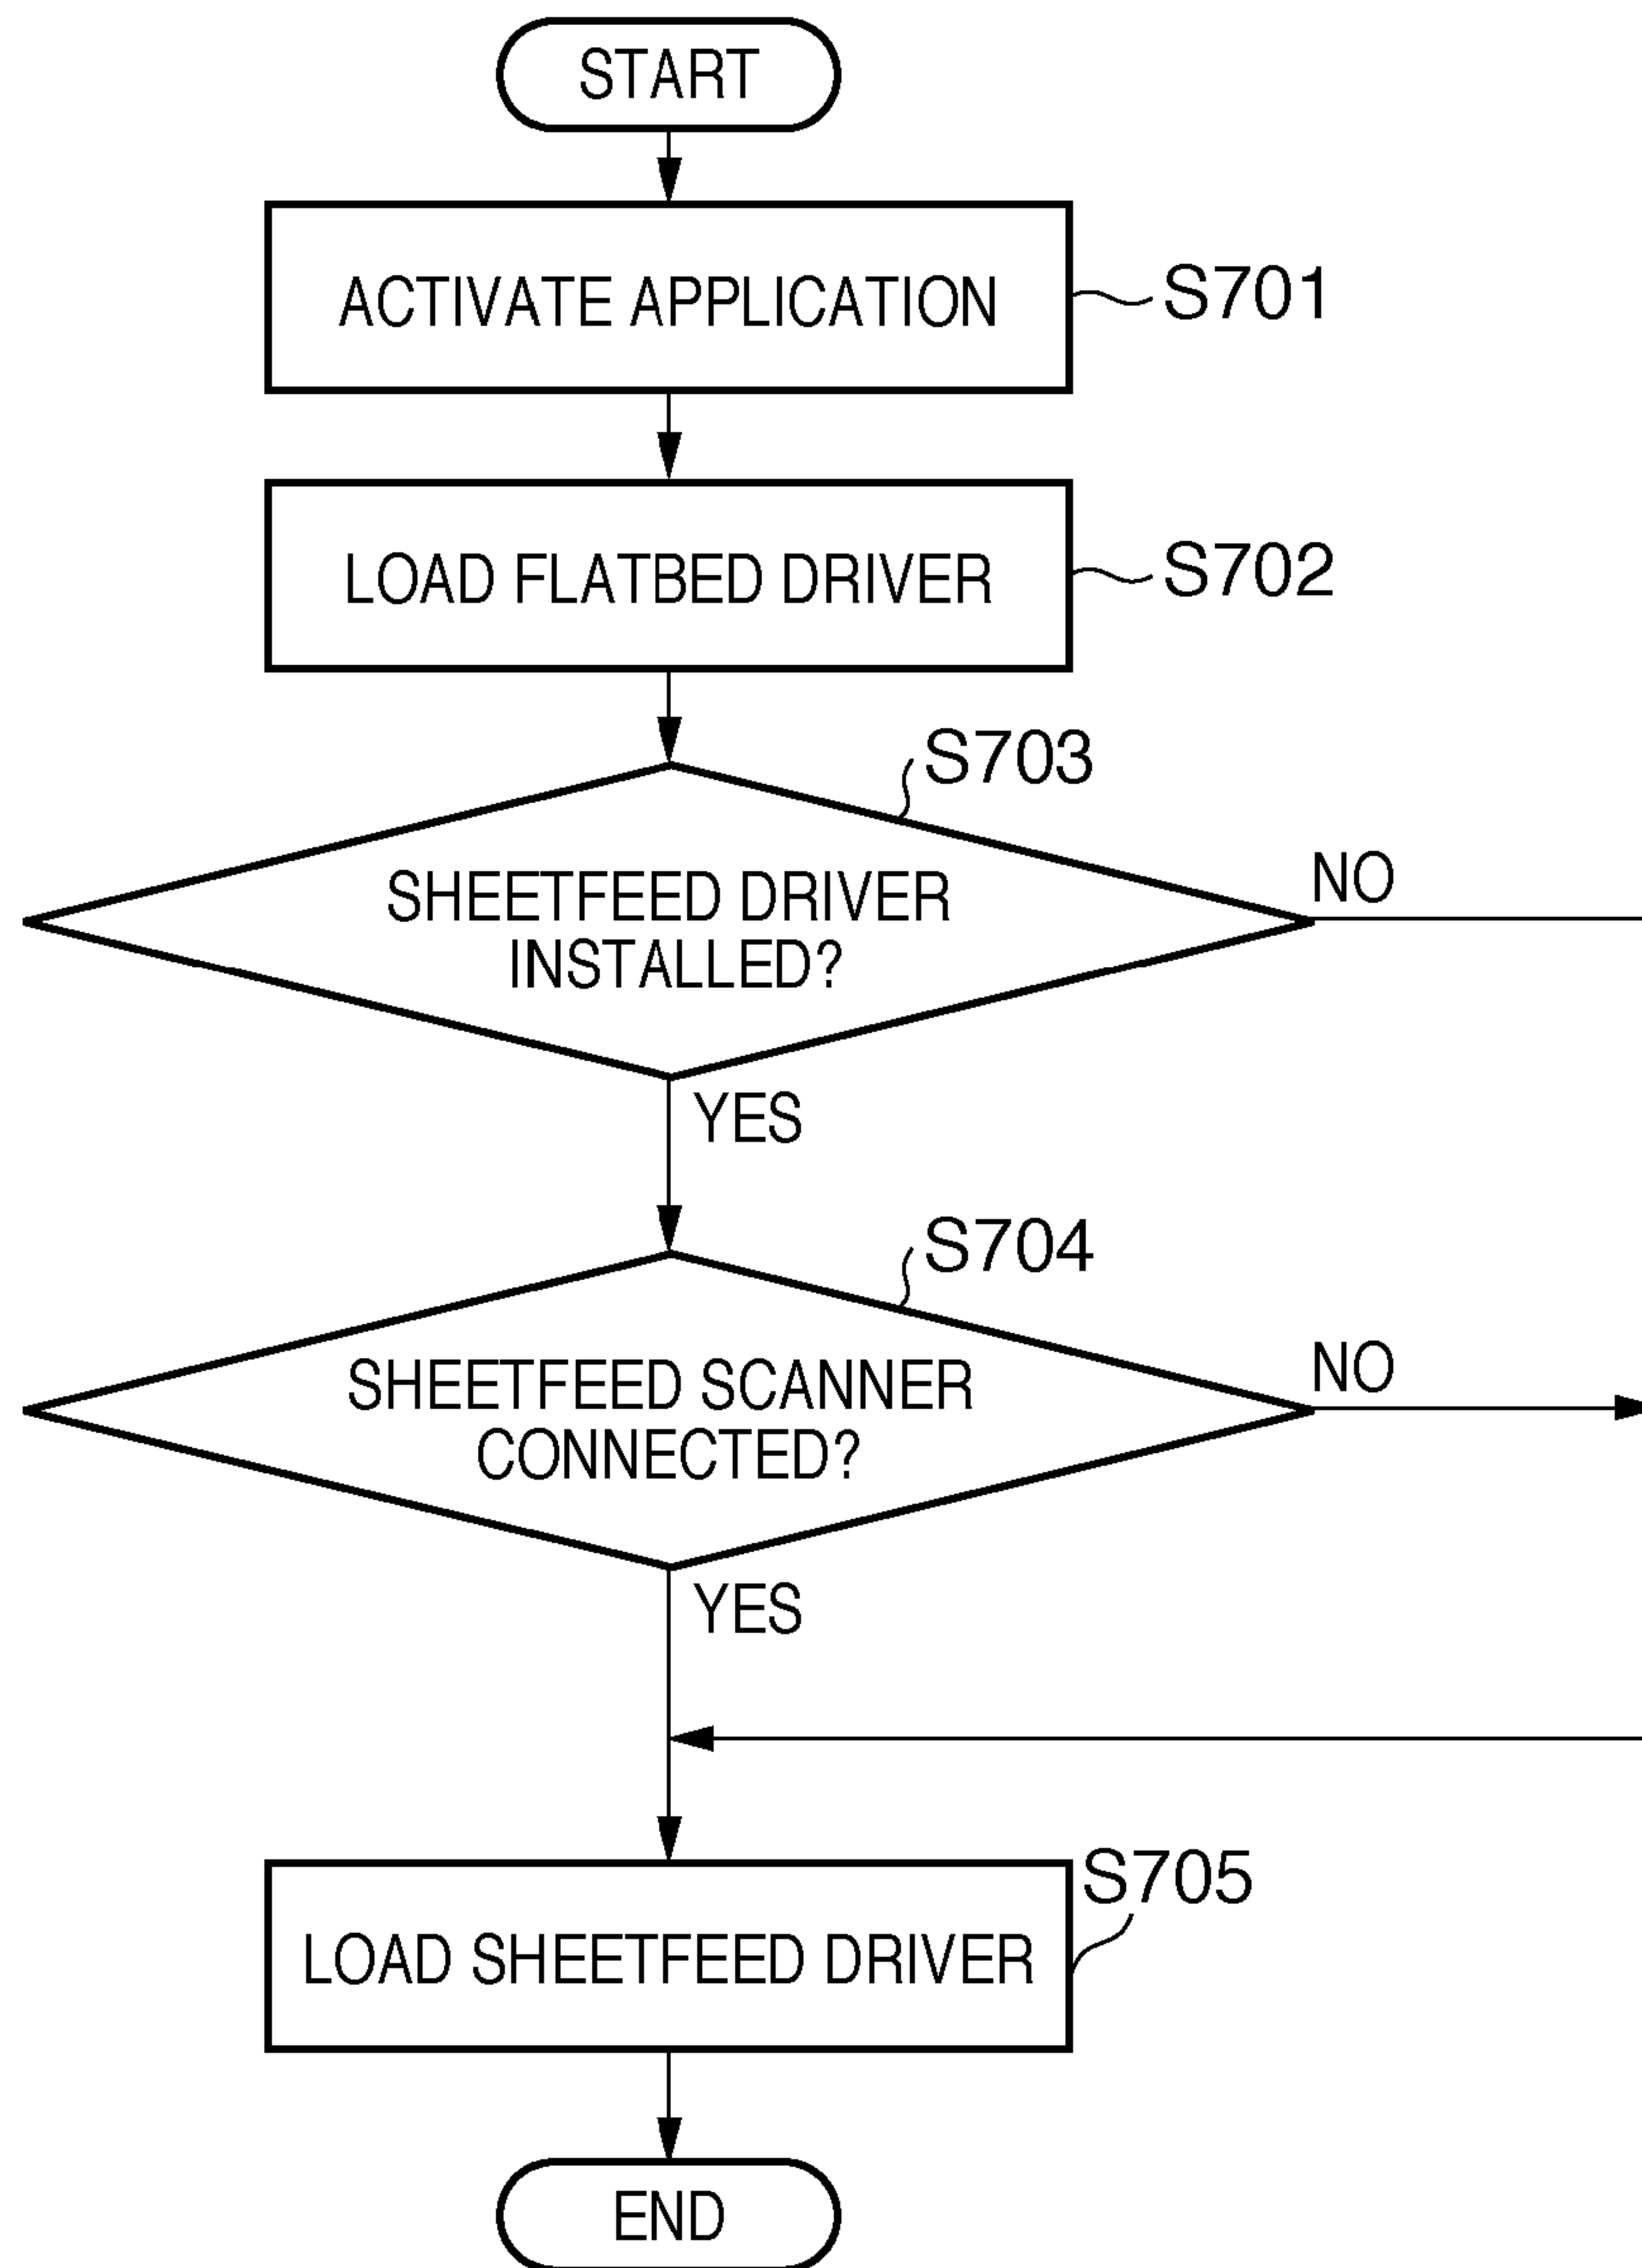 START
ACTIVATE APPLICATION
S701
LOAD FLATBED DRIVER
S702
S703
SHEETFEED DRIVER
INSTALLED?
NO
YES
S704
SHEETFEED SCANNER
CONNECTED?
NO
YES
S705
LOAD SHEETFEED DRIVER
END